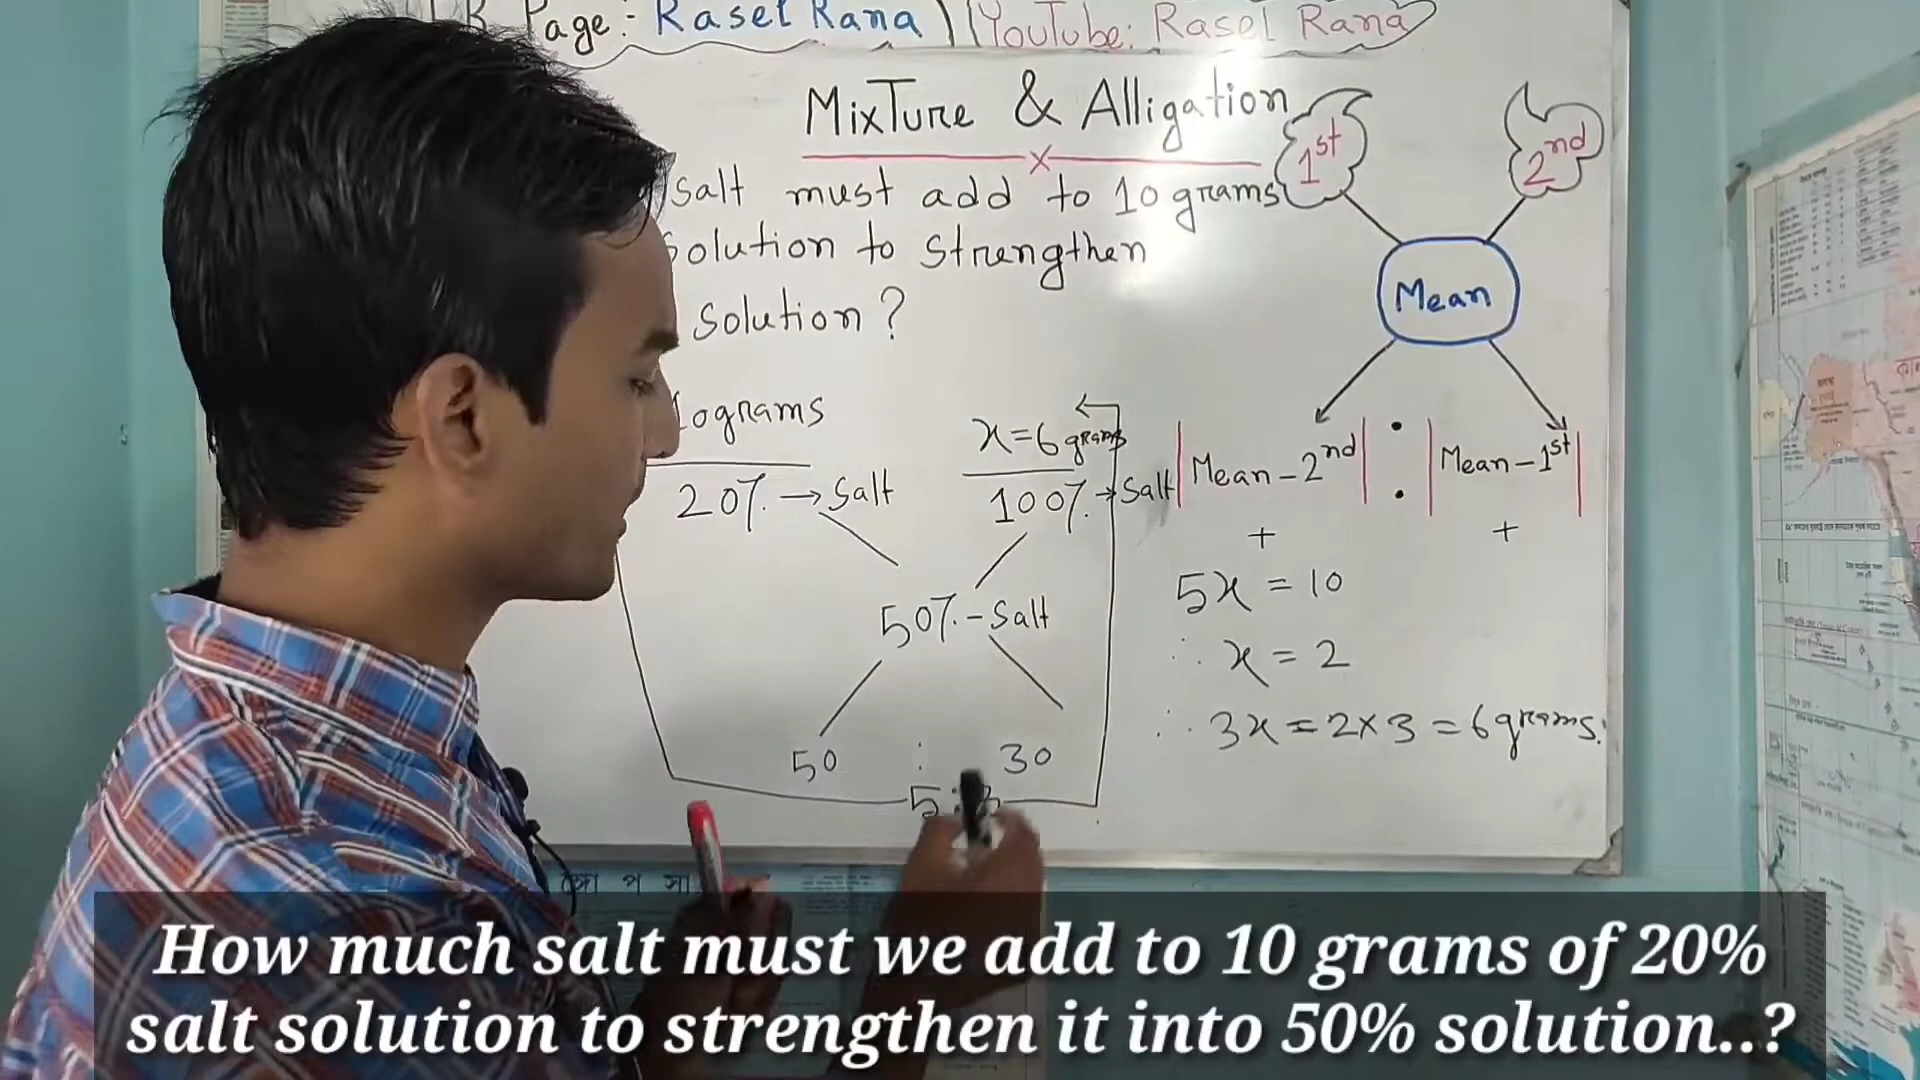 Page:- Rasel Rana
YouTube: Rasel Rana
MixTure & Alligation
Salt must add to 10 grams
Solution to strengthen
Solution?
1st
2nd
Mean
10grams
x=6 grams
20% → Salt
100% → Salt
50% - Salt
50 : 30
5:3
|Mean - 2nd| : |Mean - 1st|
+ +
5x = 10
∴ x = 2
∴ 3x = 2×3 = 6 grams.
How much salt must we add to 10 grams of 20%
salt solution to strengthen it into 50% solution..?